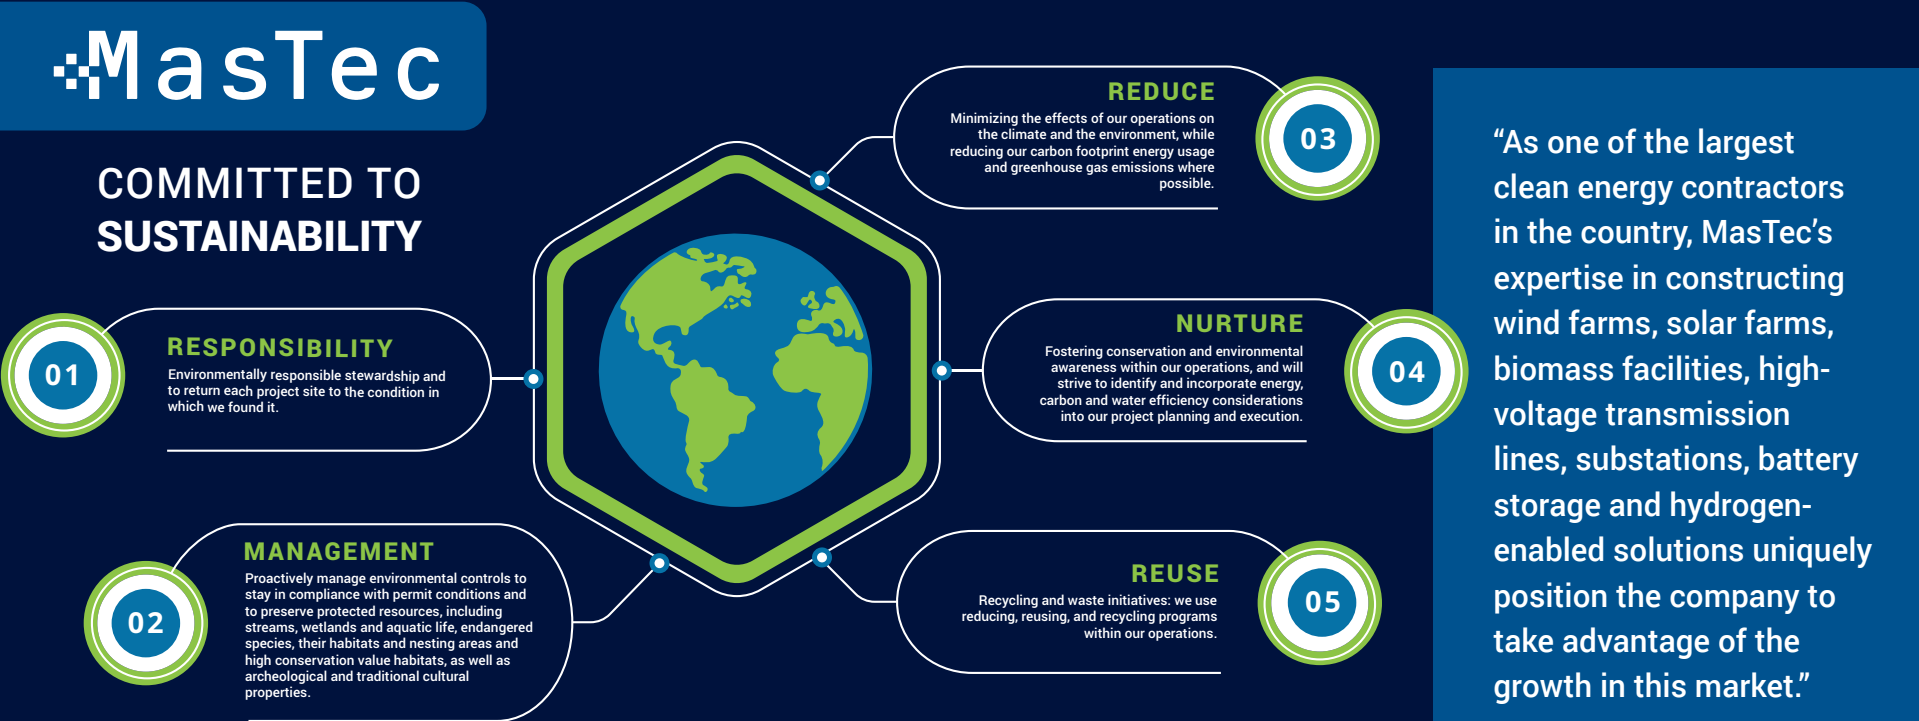 MasTec
COMMITTED TO
SUSTAINABILITY
01
RESPONSIBILITY
Environmentally responsible stewardship and
to return each project site to the condition in
which we found it.
02
MANAGEMENT
Proactively manage environmental controls to
stay in compliance with permit conditions and
to preserve protected resources, including
streams, wetlands and aquatic life, endangered
species, their habitats and nesting areas and
high conservation value habitats, as well as
archeological and traditional cultural
properties.
REDUCE
Minimizing the effects of our operations on
the climate and the environment, while
reducing our carbon footprint energy usage
and greenhouse gas emissions where
possible.
03
NURTURE
Fostering conservation and environmental
awareness within our operations, and will
strive to identify and incorporate energy,
carbon and water efficiency considerations
into our project planning and execution.
04
REUSE
Recycling and waste initiatives: we use
reducing, reusing, and recycling programs
within our operations.
05
“As one of the largest
clean energy contractors
in the country, MasTec’s
expertise in constructing
wind farms, solar farms,
biomass facilities, high-
voltage transmission
lines, substations, battery
storage and hydrogen-
enabled solutions uniquely
position the company to
take advantage of the
growth in this market.”